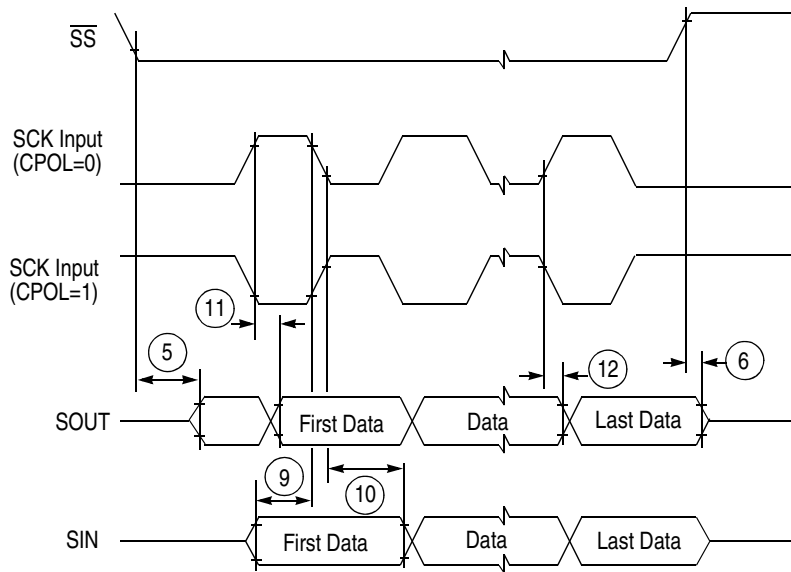 SS
SCK Input
(CPOL=0)
SCK Input
(CPOL=1)
11
5
12
6
SOUT
First Data
Data
Last Data
9
10
SIN
First Data
Data
Last Data